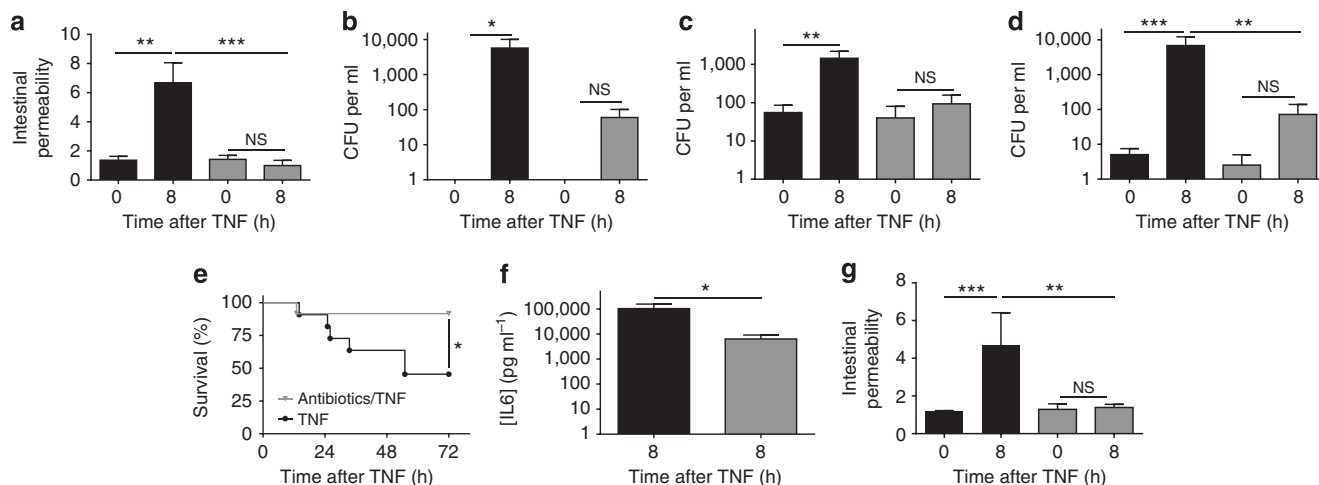 a
Intestinal
permeability
10
8
6
4
2
0
**
***
NS
0 8 0 8
Time after TNF (h)
b
CFU per ml
10,000
1,000
100
10
1
*
NS
0 8 0 8
Time after TNF (h)
c
CFU per ml
1,000
100
10
1
**
NS
0 8 0 8
Time after TNF (h)
d
CFU per ml
10,000
1,000
100
10
1
***
**
NS
0 8 0 8
Time after TNF (h)
e
Survival (%)
100
75
50
25
0
*
Antibiotics/TNF
TNF
0 24 48 72
Time after TNF (h)
f
[IL6] (pg ml⁻¹)
100,000
10,000
1,000
100
10
1
*
8 8
Time after TNF (h)
g
Intestinal
permeability
8
6
4
2
0
***
**
NS
0 8 0 8
Time after TNF (h)